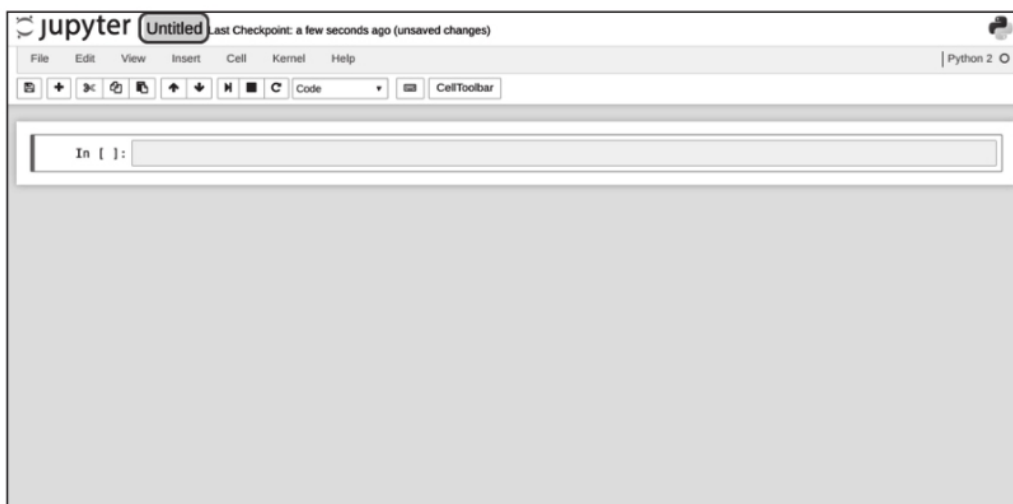 jupyter Untitled Last Checkpoint: a few seconds ago (unsaved changes)
File Edit View Insert Cell Kernel Help Python 2
Code CellToolbar
In [ ]: